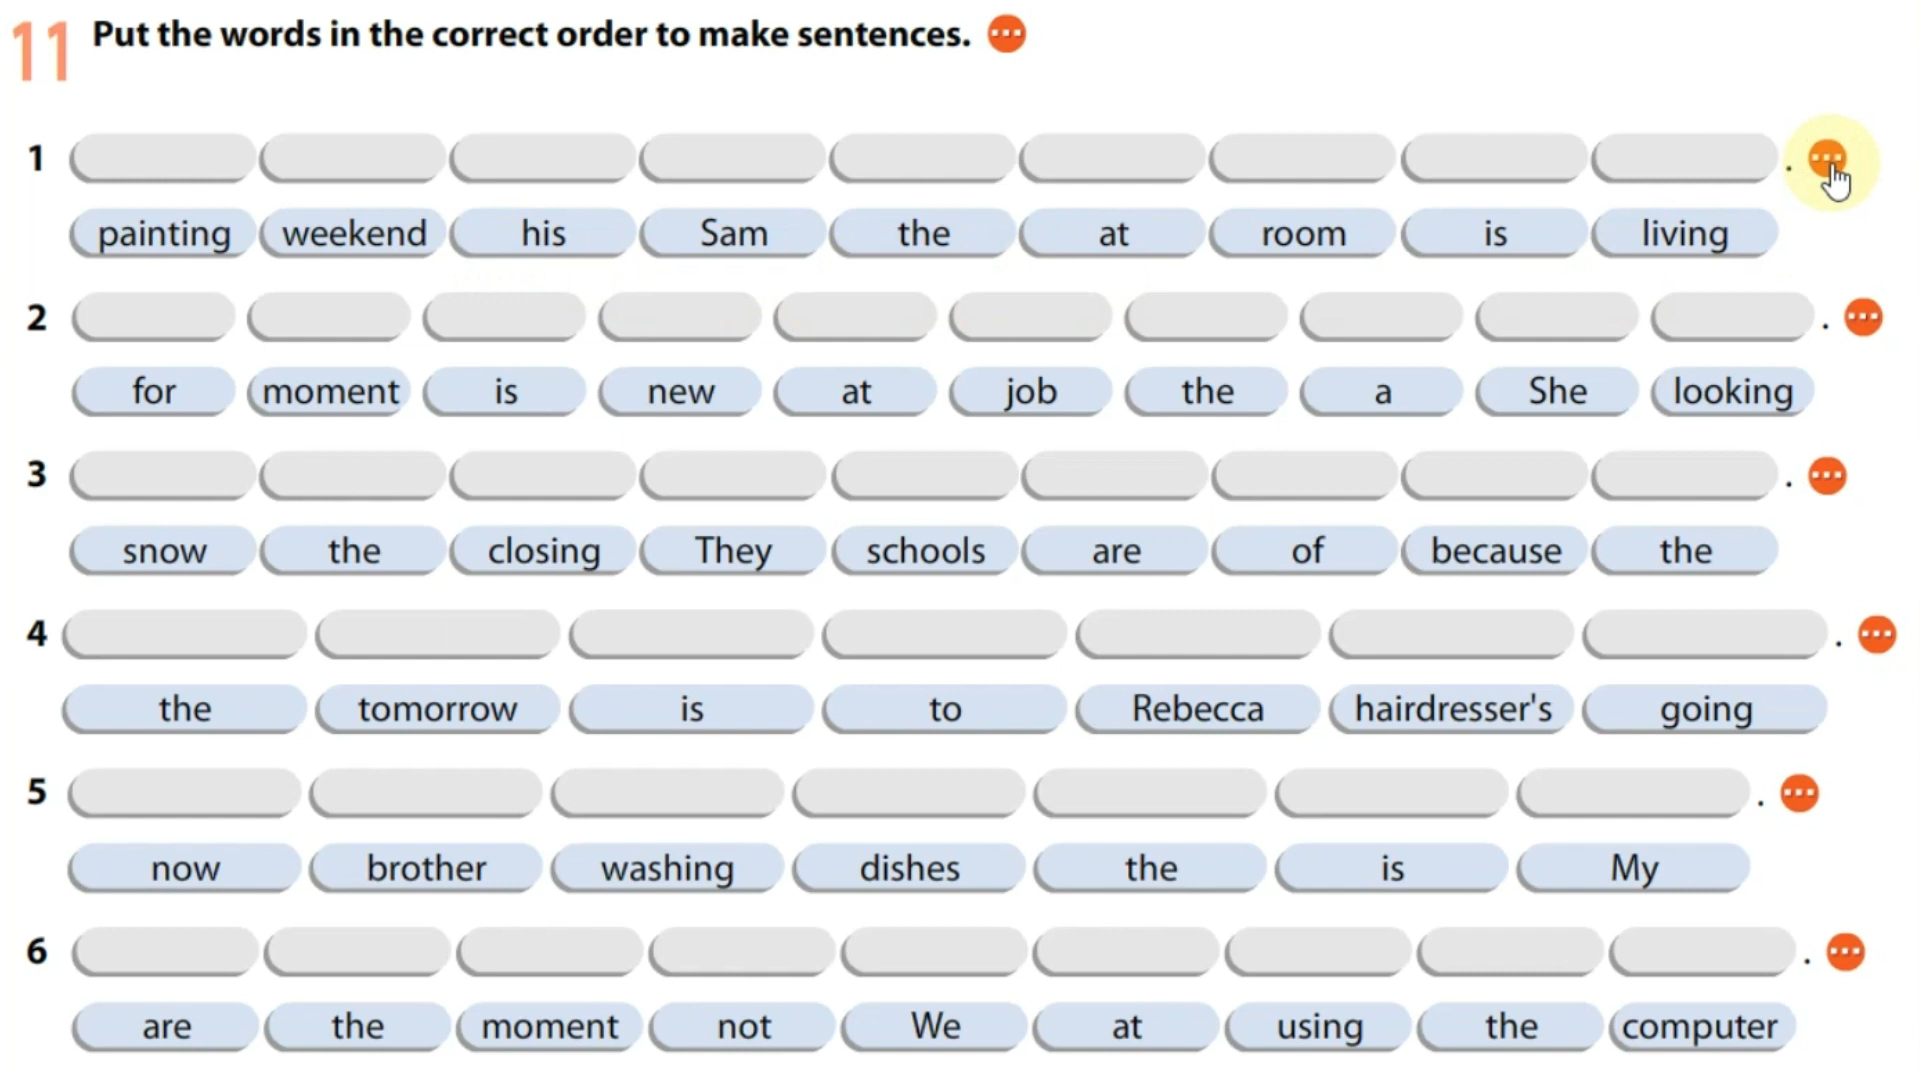 11 Put the words in the correct order to make sentences.
1 .
painting weekend his Sam the at room is living
2 .
for moment is new at job the a She looking
3 .
snow the closing They schools are of because the
4 .
the tomorrow is to Rebecca hairdresser's going
5 .
now brother washing dishes the is My
6 .
are the moment not We at using the computer